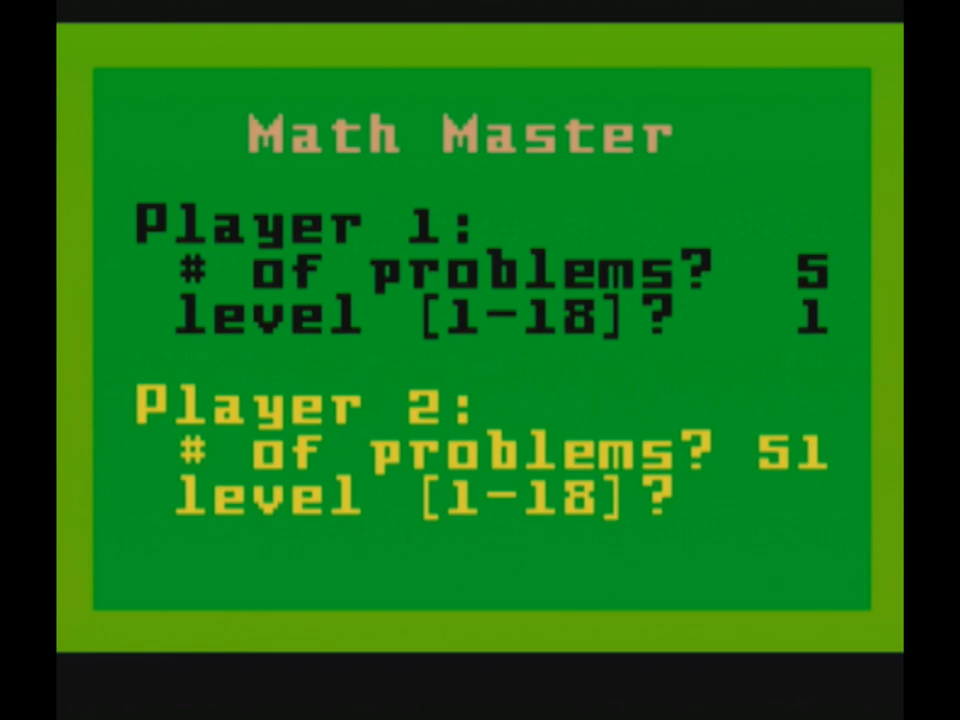 Math Master
Player 1:
# of problems? 5
level [1-18]? 1
Player 2:
# of problems? 51
level [1-18]?